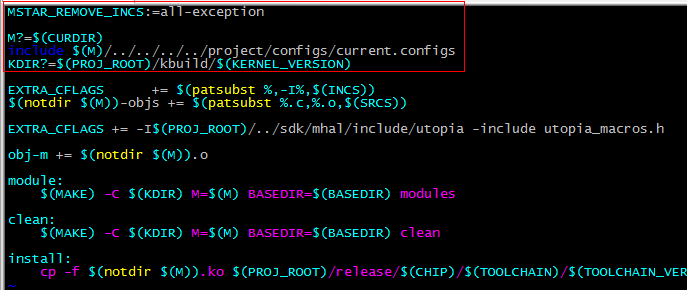 MSTAR_REMOVE_INCS:=all-exception
M?=$(CURDIR)
include $(M)/../../../../project/configs/current.configs
KDIR?=$(PROJ_ROOT)/kbuild/$(KERNEL_VERSION)
EXTRA_CFLAGS += $(patsubst %,-I%,$(INCS))
$(notdir $(M))-objs += $(patsubst %.c,%.o,$(SRCS))
EXTRA_CFLAGS += -I$(PROJ_ROOT)/../sdk/mhal/include/utopia -include utopia_macros.h
obj-m += $(notdir $(M)).o
module:
$(MAKE) -C $(KDIR) M=$(M) BASEDIR=$(BASEDIR) modules
clean:
$(MAKE) -C $(KDIR) M=$(M) BASEDIR=$(BASEDIR) clean
install:
cp -f $(notdir $(M)).ko $(PROJ_ROOT)/release/$(CHIP)/$(TOOLCHAIN)/$(TOOLCHAIN_VER
~